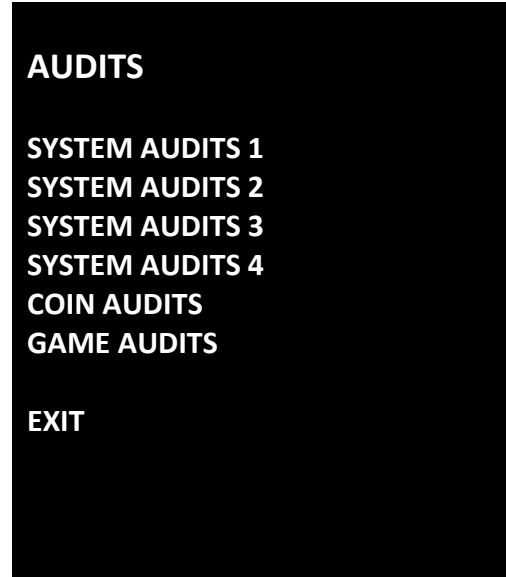 AUDITS
SYSTEM AUDITS 1
SYSTEM AUDITS 2
SYSTEM AUDITS 3
SYSTEM AUDITS 4
COIN AUDITS
GAME AUDITS
EXIT